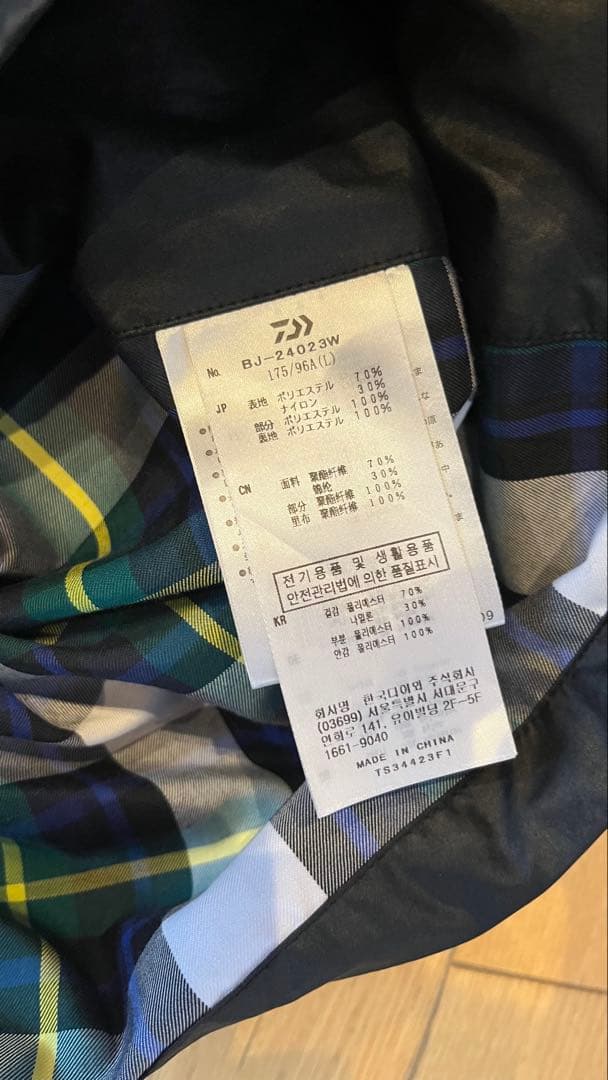 No. BJ-24023W
175/96A(L)
JP 表地 ポリエステル 70%
ナイロン 30%
部分 ポリエステル 100%
裏地 ポリエステル 100%
CN 面料 聚酯纤维 70%
锦纶 30%
部分 聚酯纤维 100%
里布 聚酯纤维 100%
전기용품 및 생활용품
안전관리법에 의한 품질표시
KR 겉감 폴리에스터 70%
나일론 30%
부분 폴리에스터 100%
안감 폴리에스터 100%
회사명 한국다이와 주식회사
(03699) 서울특별시 서대문구
연희로 141, 유이빌딩 2F-5F
1661-9040
MADE IN CHINA
TS34423F1
09